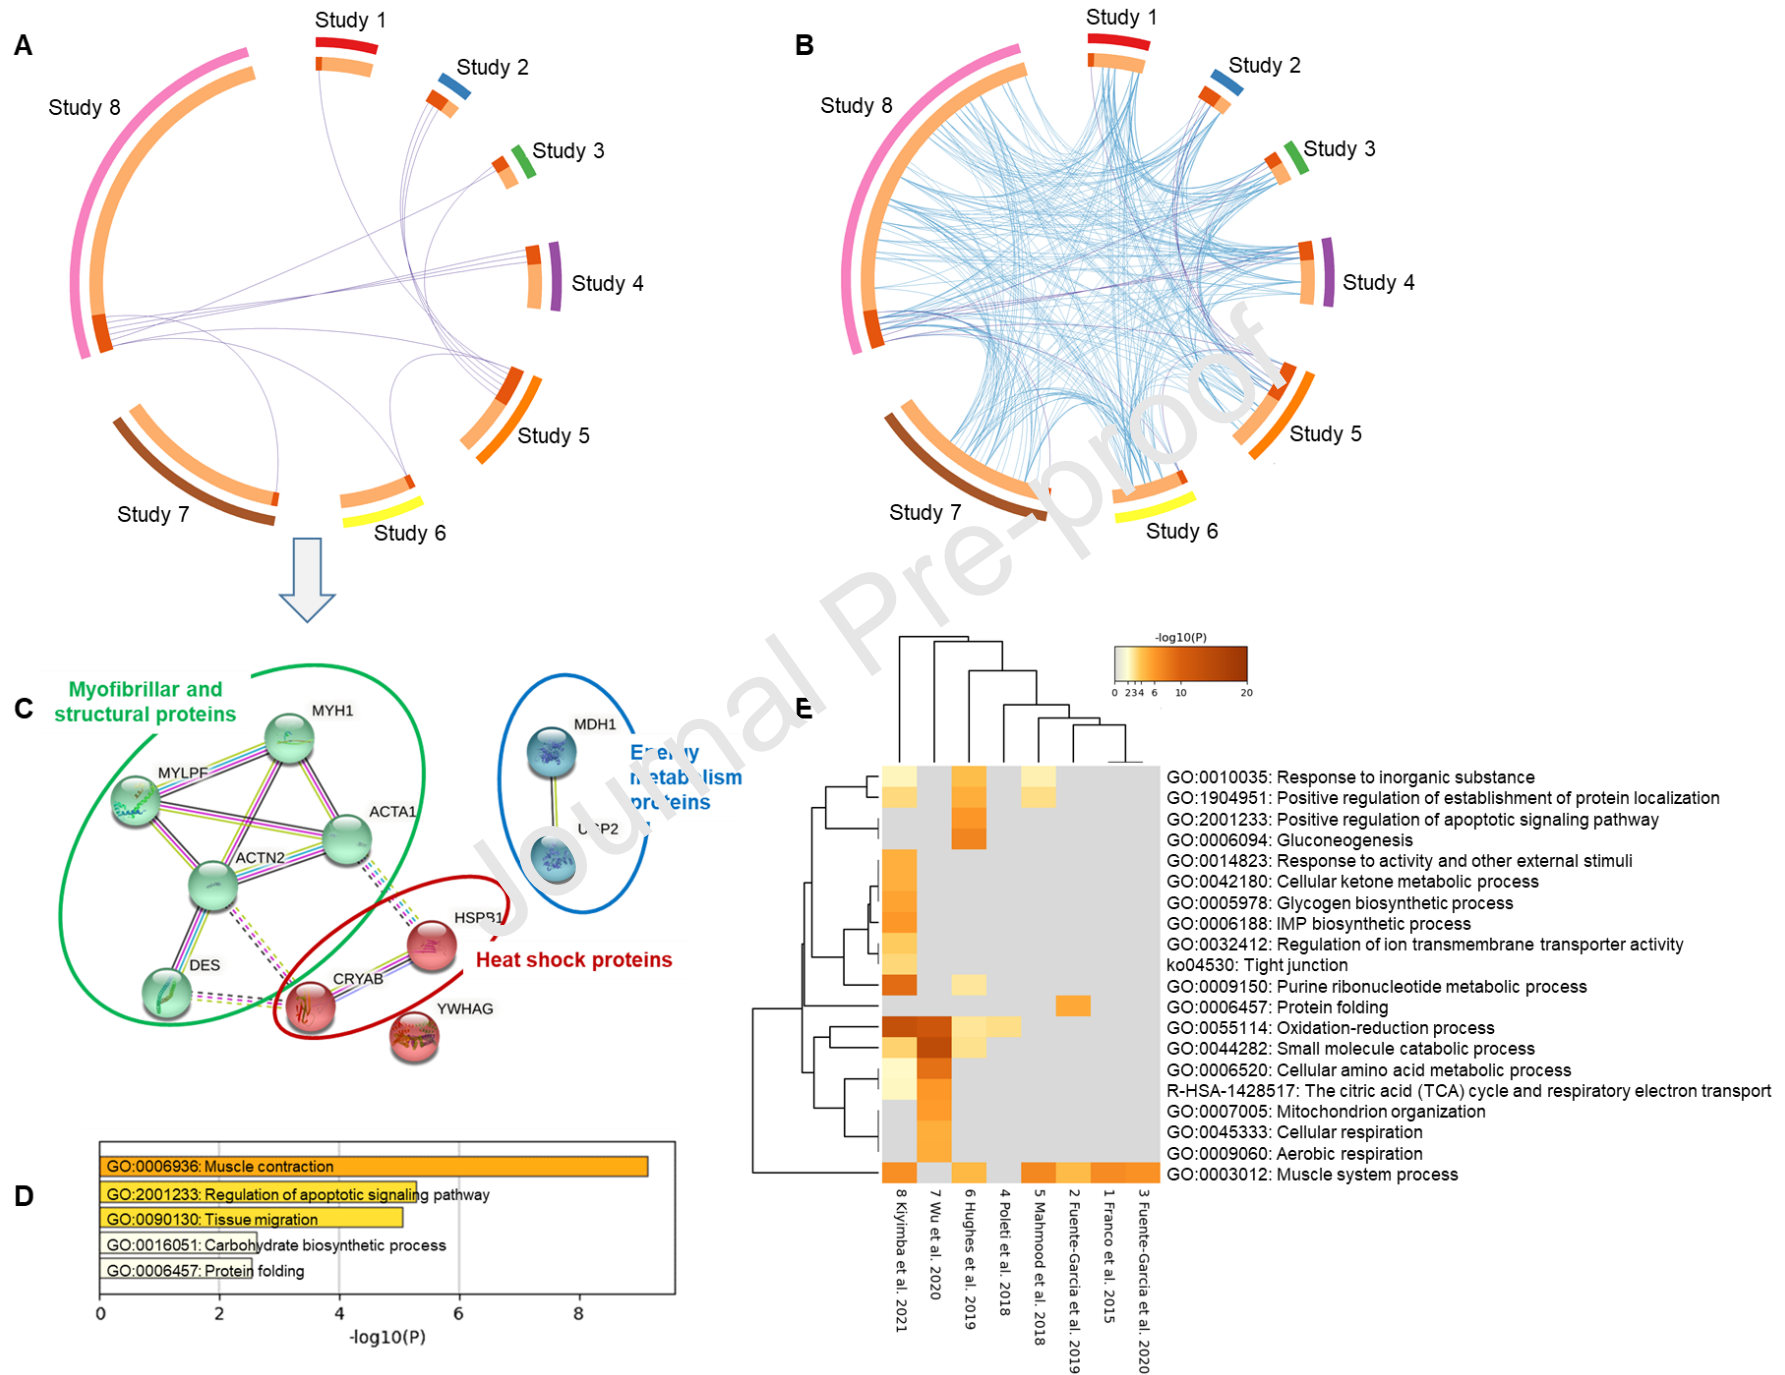 A
Study 1
Study 2
Study 3
Study 4
Study 5
Study 6
Study 7
Study 8
B
Study 1
Study 2
Study 3
Study 4
Study 5
Study 6
Study 7
Study 8
Journal Pre-proof
C
Myofibrillar and
structural proteins
MYH1
MYLPF
ACTA1
ACTN2
DES
CRYAB
HSPB1
YWHAG
Heat shock proteins
MDH1
Energy
metabolism
proteins
UGP2
D
GO:0006936: Muscle contraction
GO:2001233: Regulation of apoptotic signaling pathway
GO:0090130: Tissue migration
GO:0016051: Carbohydrate biosynthetic process
GO:0006457: Protein folding
0 2 4 6 8
-log10(P)
E
-log10(P)
0 2 3 4 6 10 20
GO:0010035: Response to inorganic substance
GO:1904951: Positive regulation of establishment of protein localization
GO:2001233: Positive regulation of apoptotic signaling pathway
GO:0006094: Gluconeogenesis
GO:0014823: Response to activity and other external stimuli
GO:0042180: Cellular ketone metabolic process
GO:0005978: Glycogen biosynthetic process
GO:0006188: IMP biosynthetic process
GO:0032412: Regulation of ion transmembrane transporter activity
ko04530: Tight junction
GO:0009150: Purine ribonucleotide metabolic process
GO:0006457: Protein folding
GO:0055114: Oxidation-reduction process
GO:0044282: Small molecule catabolic process
GO:0006520: Cellular amino acid metabolic process
R-HSA-1428517: The citric acid (TCA) cycle and respiratory electron transport
GO:0007005: Mitochondrion organization
GO:0045333: Cellular respiration
GO:0009060: Aerobic respiration
GO:0003012: Muscle system process
8 Kiyimba et al. 2021
7 Wu et al. 2020
6 Hughes et al. 2019
4 Poleti et al. 2018
5 Mahmood et al. 2018
2 Fuente-Garcia et al. 2019
1 Franco et al. 2015
3 Fuente-Garcia et al. 2020